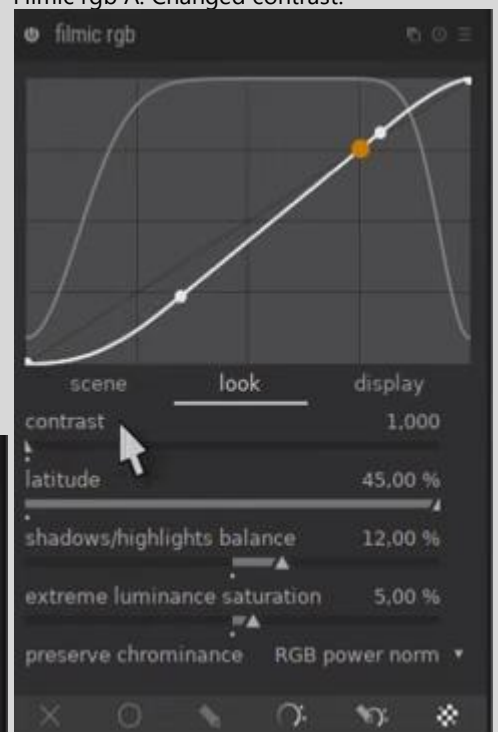 Filmic rgb A: Changed contrast.
filmic rgb
scene look display
contrast 1,000
latitude 45,00 %
shadows/highlights balance 12,00 %
extreme luminance saturation 5,00 %
preserve chrominance RGB power norm